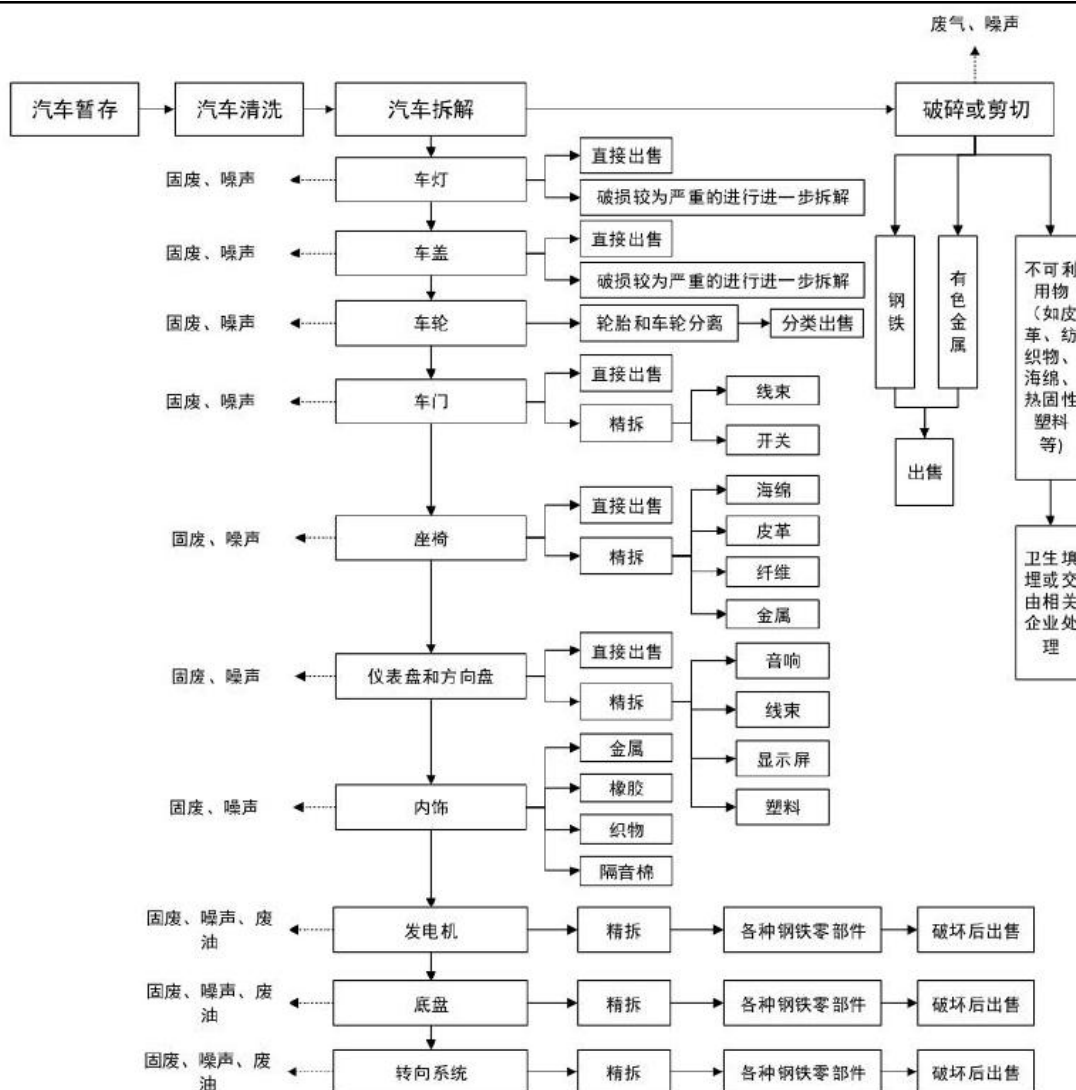 废气、噪声
汽车暂存
汽车清洗
汽车拆解
破碎或剪切
固废、噪声
车灯
直接出售
破损较为严重的进行进一步拆解
固废、噪声
车盖
直接出售
破损较为严重的进行进一步拆解
固废、噪声
车轮
轮胎和车轮分离
分类出售
固废、噪声
车门
直接出售
精拆
线束
开关
钢
铁
有
色
金
属
出售
不可利
用物
（如皮
革、纺
织物、
海绵、
热固性
塑料
等)
卫生填
埋或交
由相关
企业处
理
固废、噪声
座椅
直接出售
精拆
海绵
皮革
纤维
金属
固废、噪声
仪表盘和方向盘
直接出售
精拆
音响
线束
显示屏
塑料
固废、噪声
内饰
金属
橡胶
织物
隔音棉
固废、噪声、废
油
发电机
精拆
各种钢铁零部件
破坏后出售
固废、噪声、废
油
底盘
精拆
各种钢铁零部件
破坏后出售
固废、噪声、废
油
转向系统
精拆
各种钢铁零部件
破坏后出售